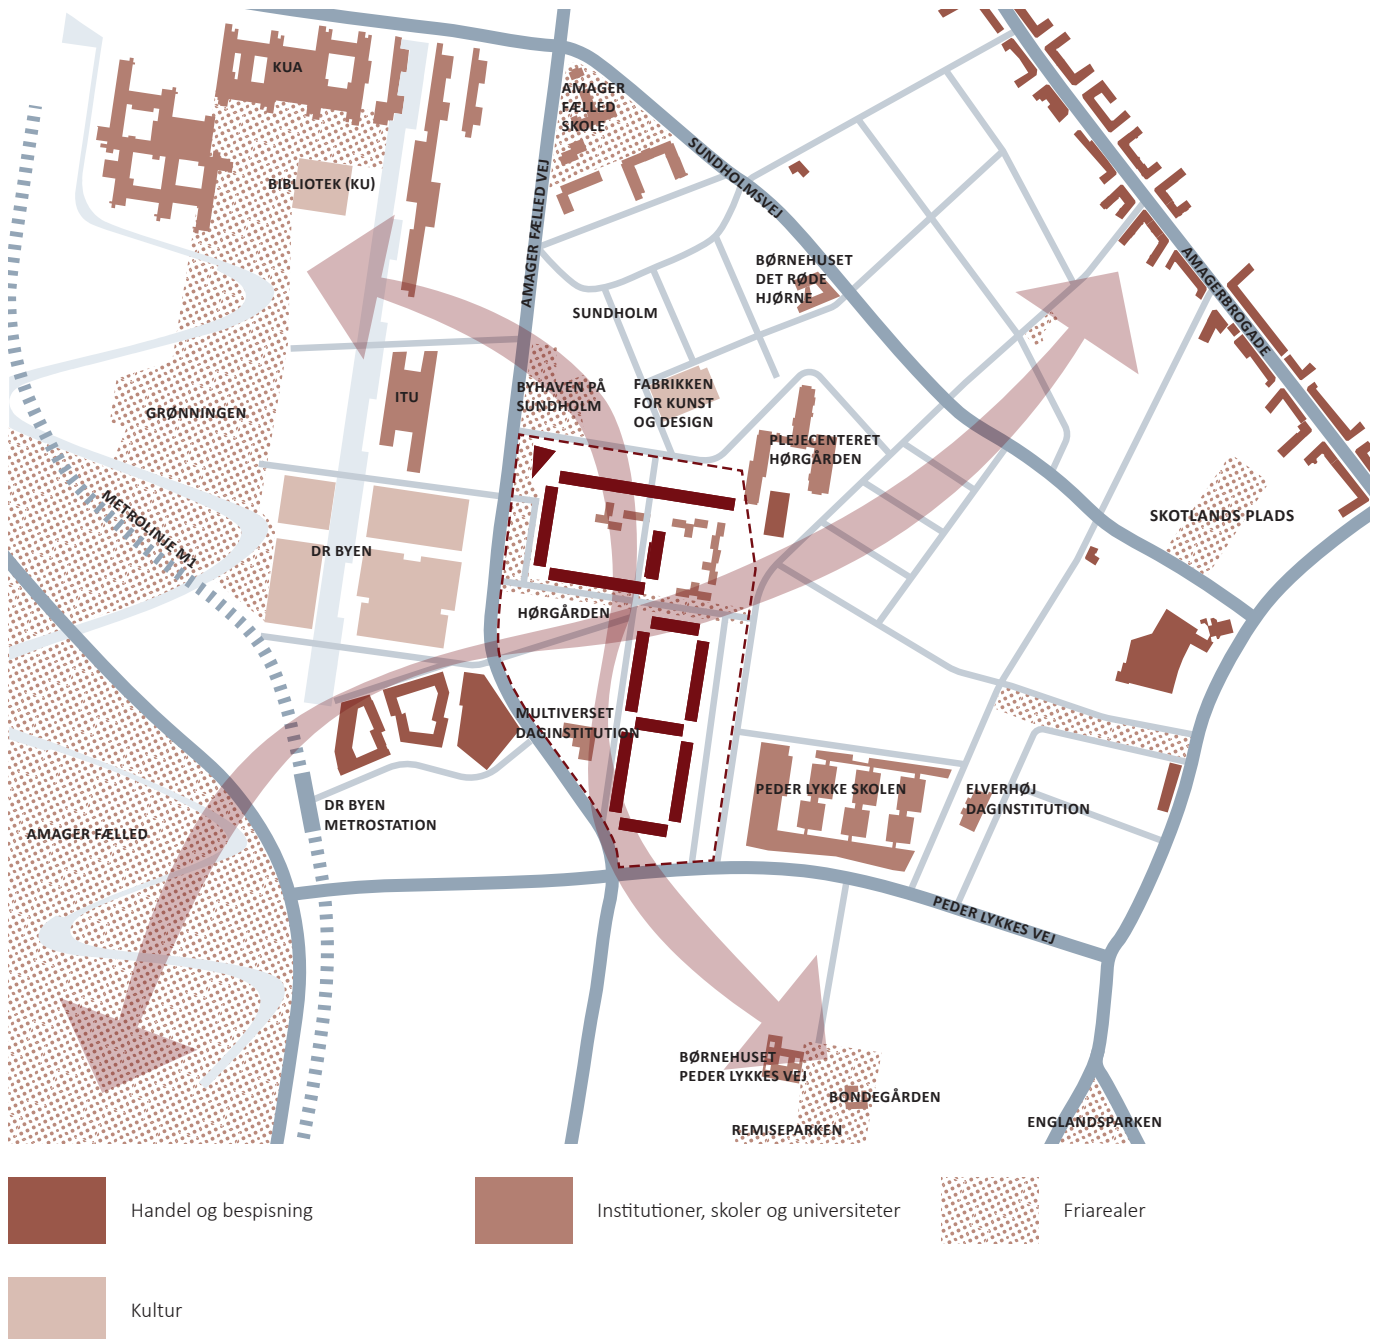 KUA
AMAGER
FÆLLED
SKOLE
BIBLIOTEK (KU)
SUNDHOLMSVEJ
AMAGER FÆLLED VEJ
BØRNEHUSET
DET RØDE
HJØRNE
AMAGERBROGADE
SUNDHOLM
ITU
BYHAVEN PÅ
SUNDHOLM
FABRIKKEN
FOR KUNST
OG DESIGN
GRØNNINGEN
PLEJECENTERET
HØRGÅRDEN
METROLINJE M1
DR BYEN
SKOTLANDS PLADS
HØRGÅRDEN
MULTIVERSET
DAGINSTITUTION
PEDER LYKKE SKOLEN
ELVERHØJ
DAGINSTITUTION
DR BYEN
METROSTATION
AMAGER FÆLLED
PEDER LYKKES VEJ
BØRNEHUSET
PEDER LYKKES VEJ
BONDEGÅRDEN
REMISEPARKEN
ENGLANDSPARKEN
Handel og bespisning
Institutioner, skoler og universiteter
Friarealer
Kultur